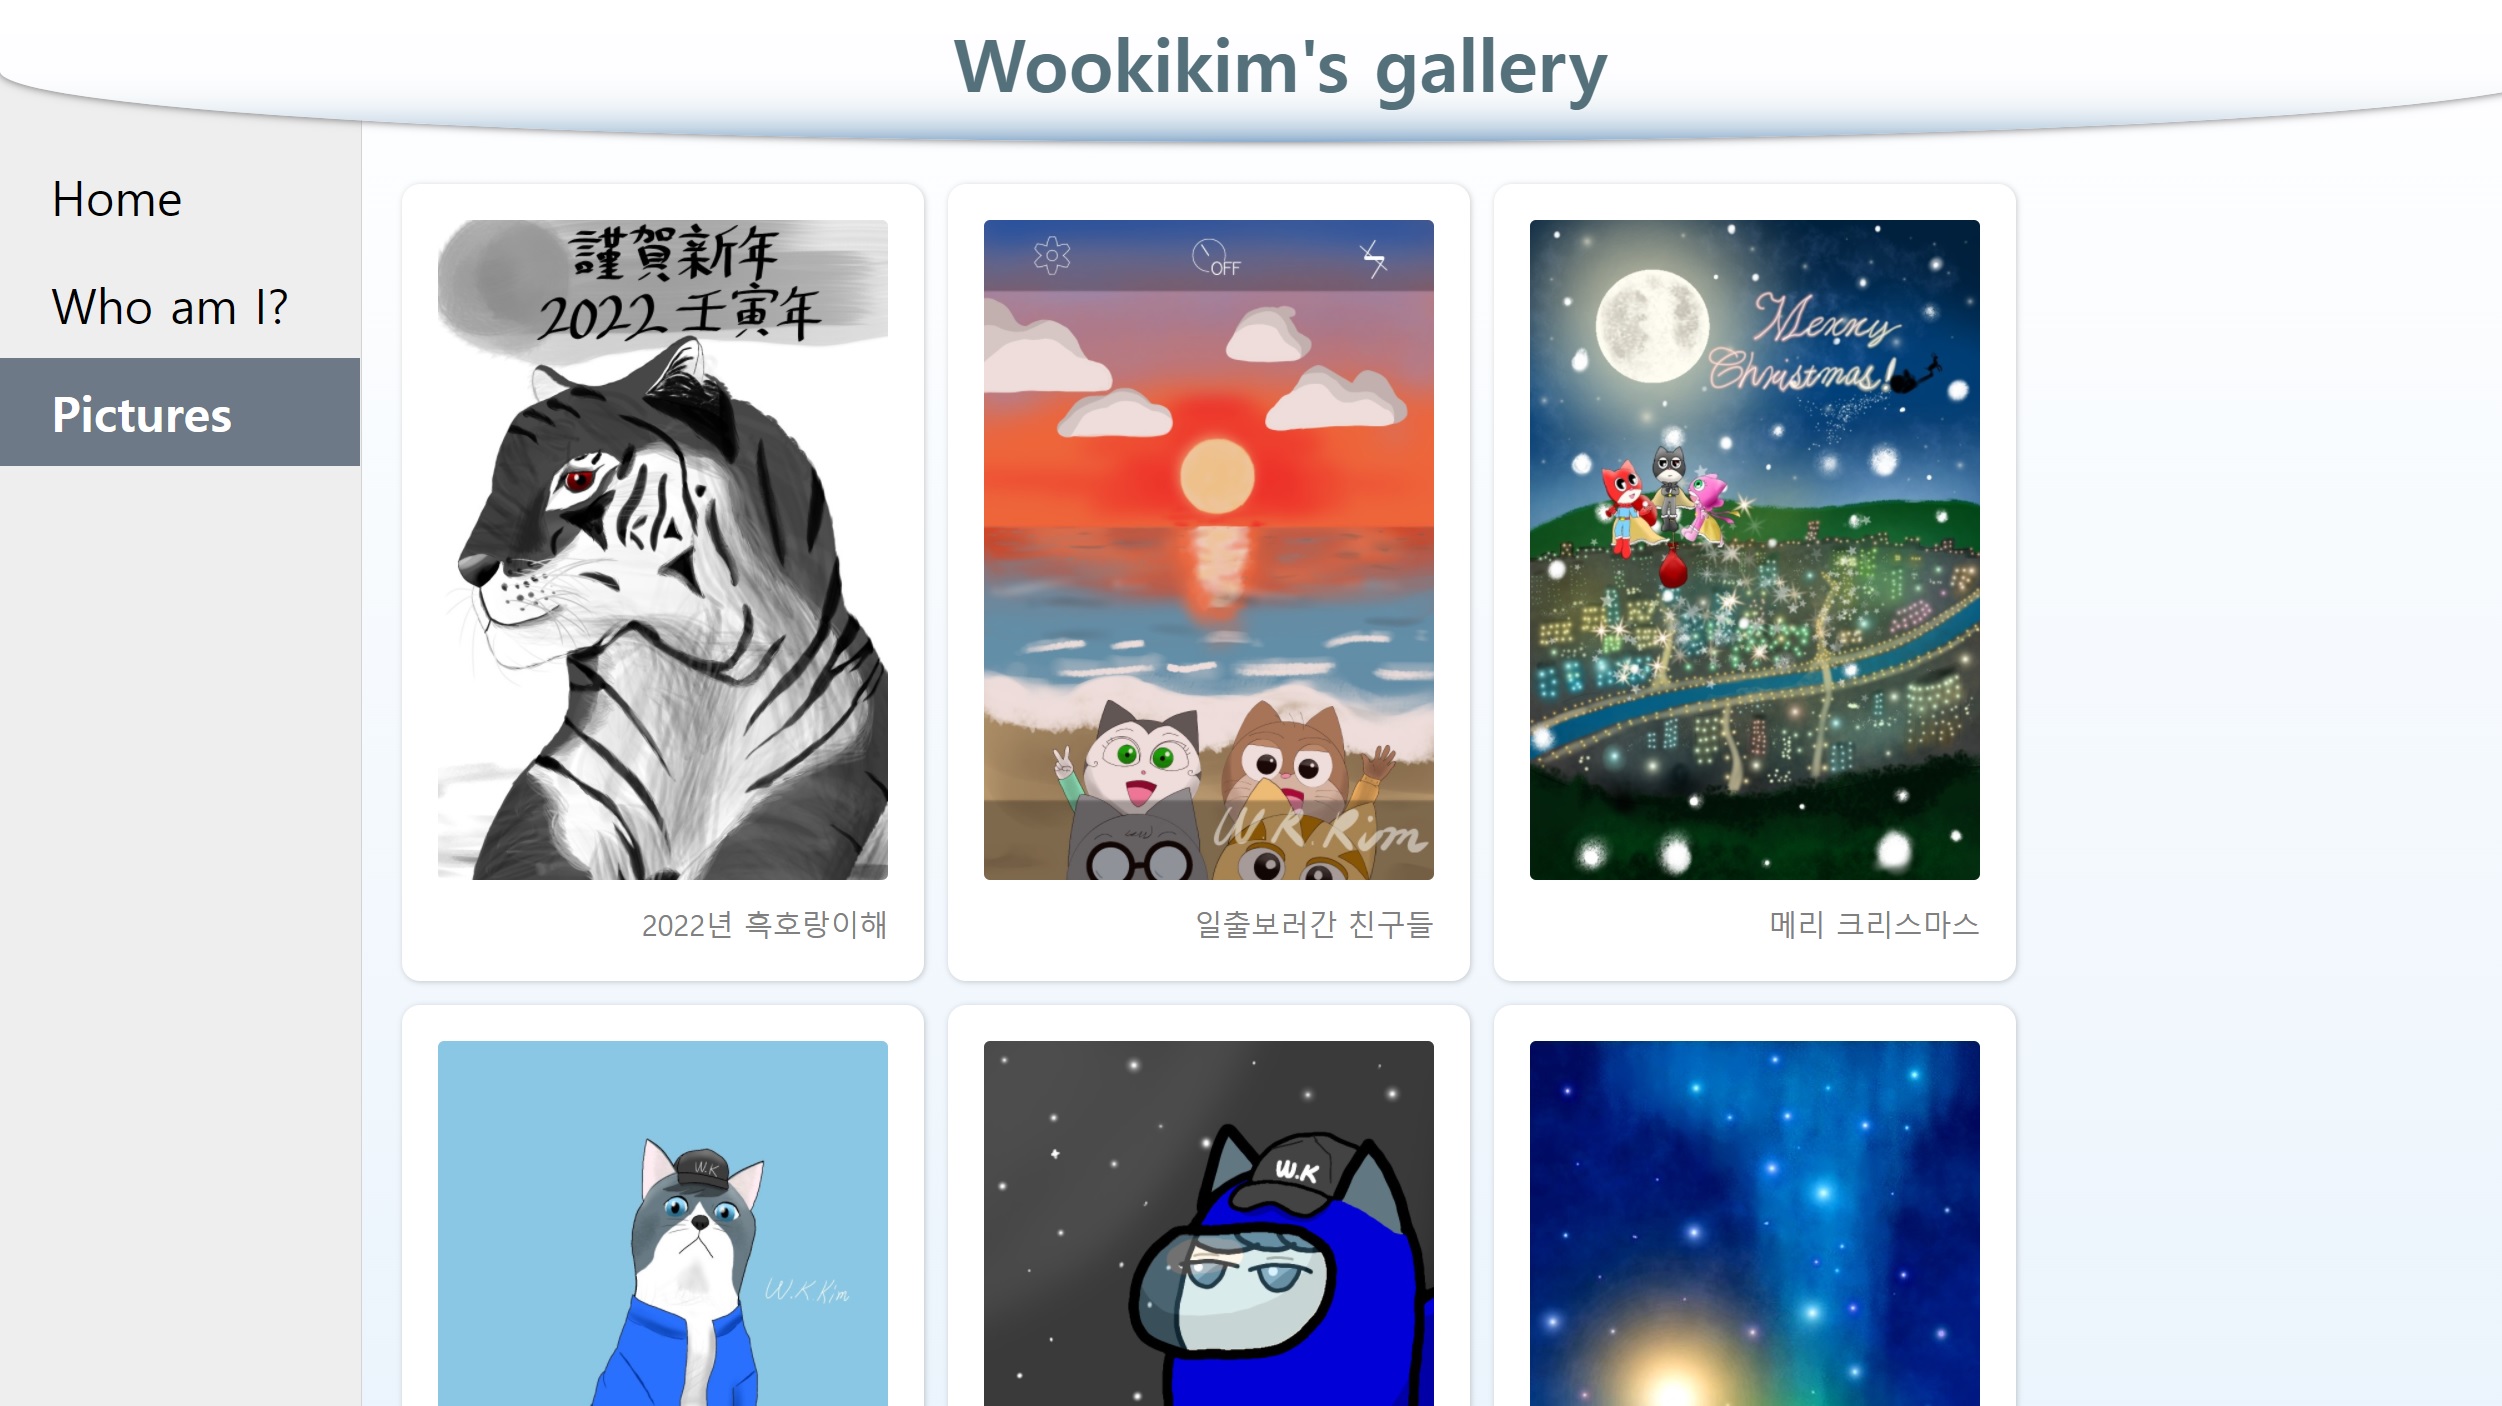 Wookikim's gallery
Home
Who am I?
Pictures
謹賀新年
2022 壬寅年
OFF
W.K.Kim
Merry
Christmas!
2022년 흑호랑이해
일출보러간 친구들
메리 크리스마스
W.K
W.K.Kim
W.K